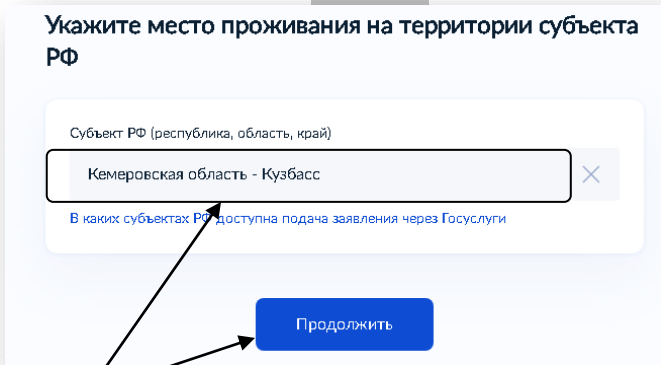 Укажите место проживания на территории субъекта
РФ
Субъект РФ (республика, область, край)
Кемеровская область - Кузбасс
В каких субъектах РФ доступна подача заявления через Госуслуги
Продолжить